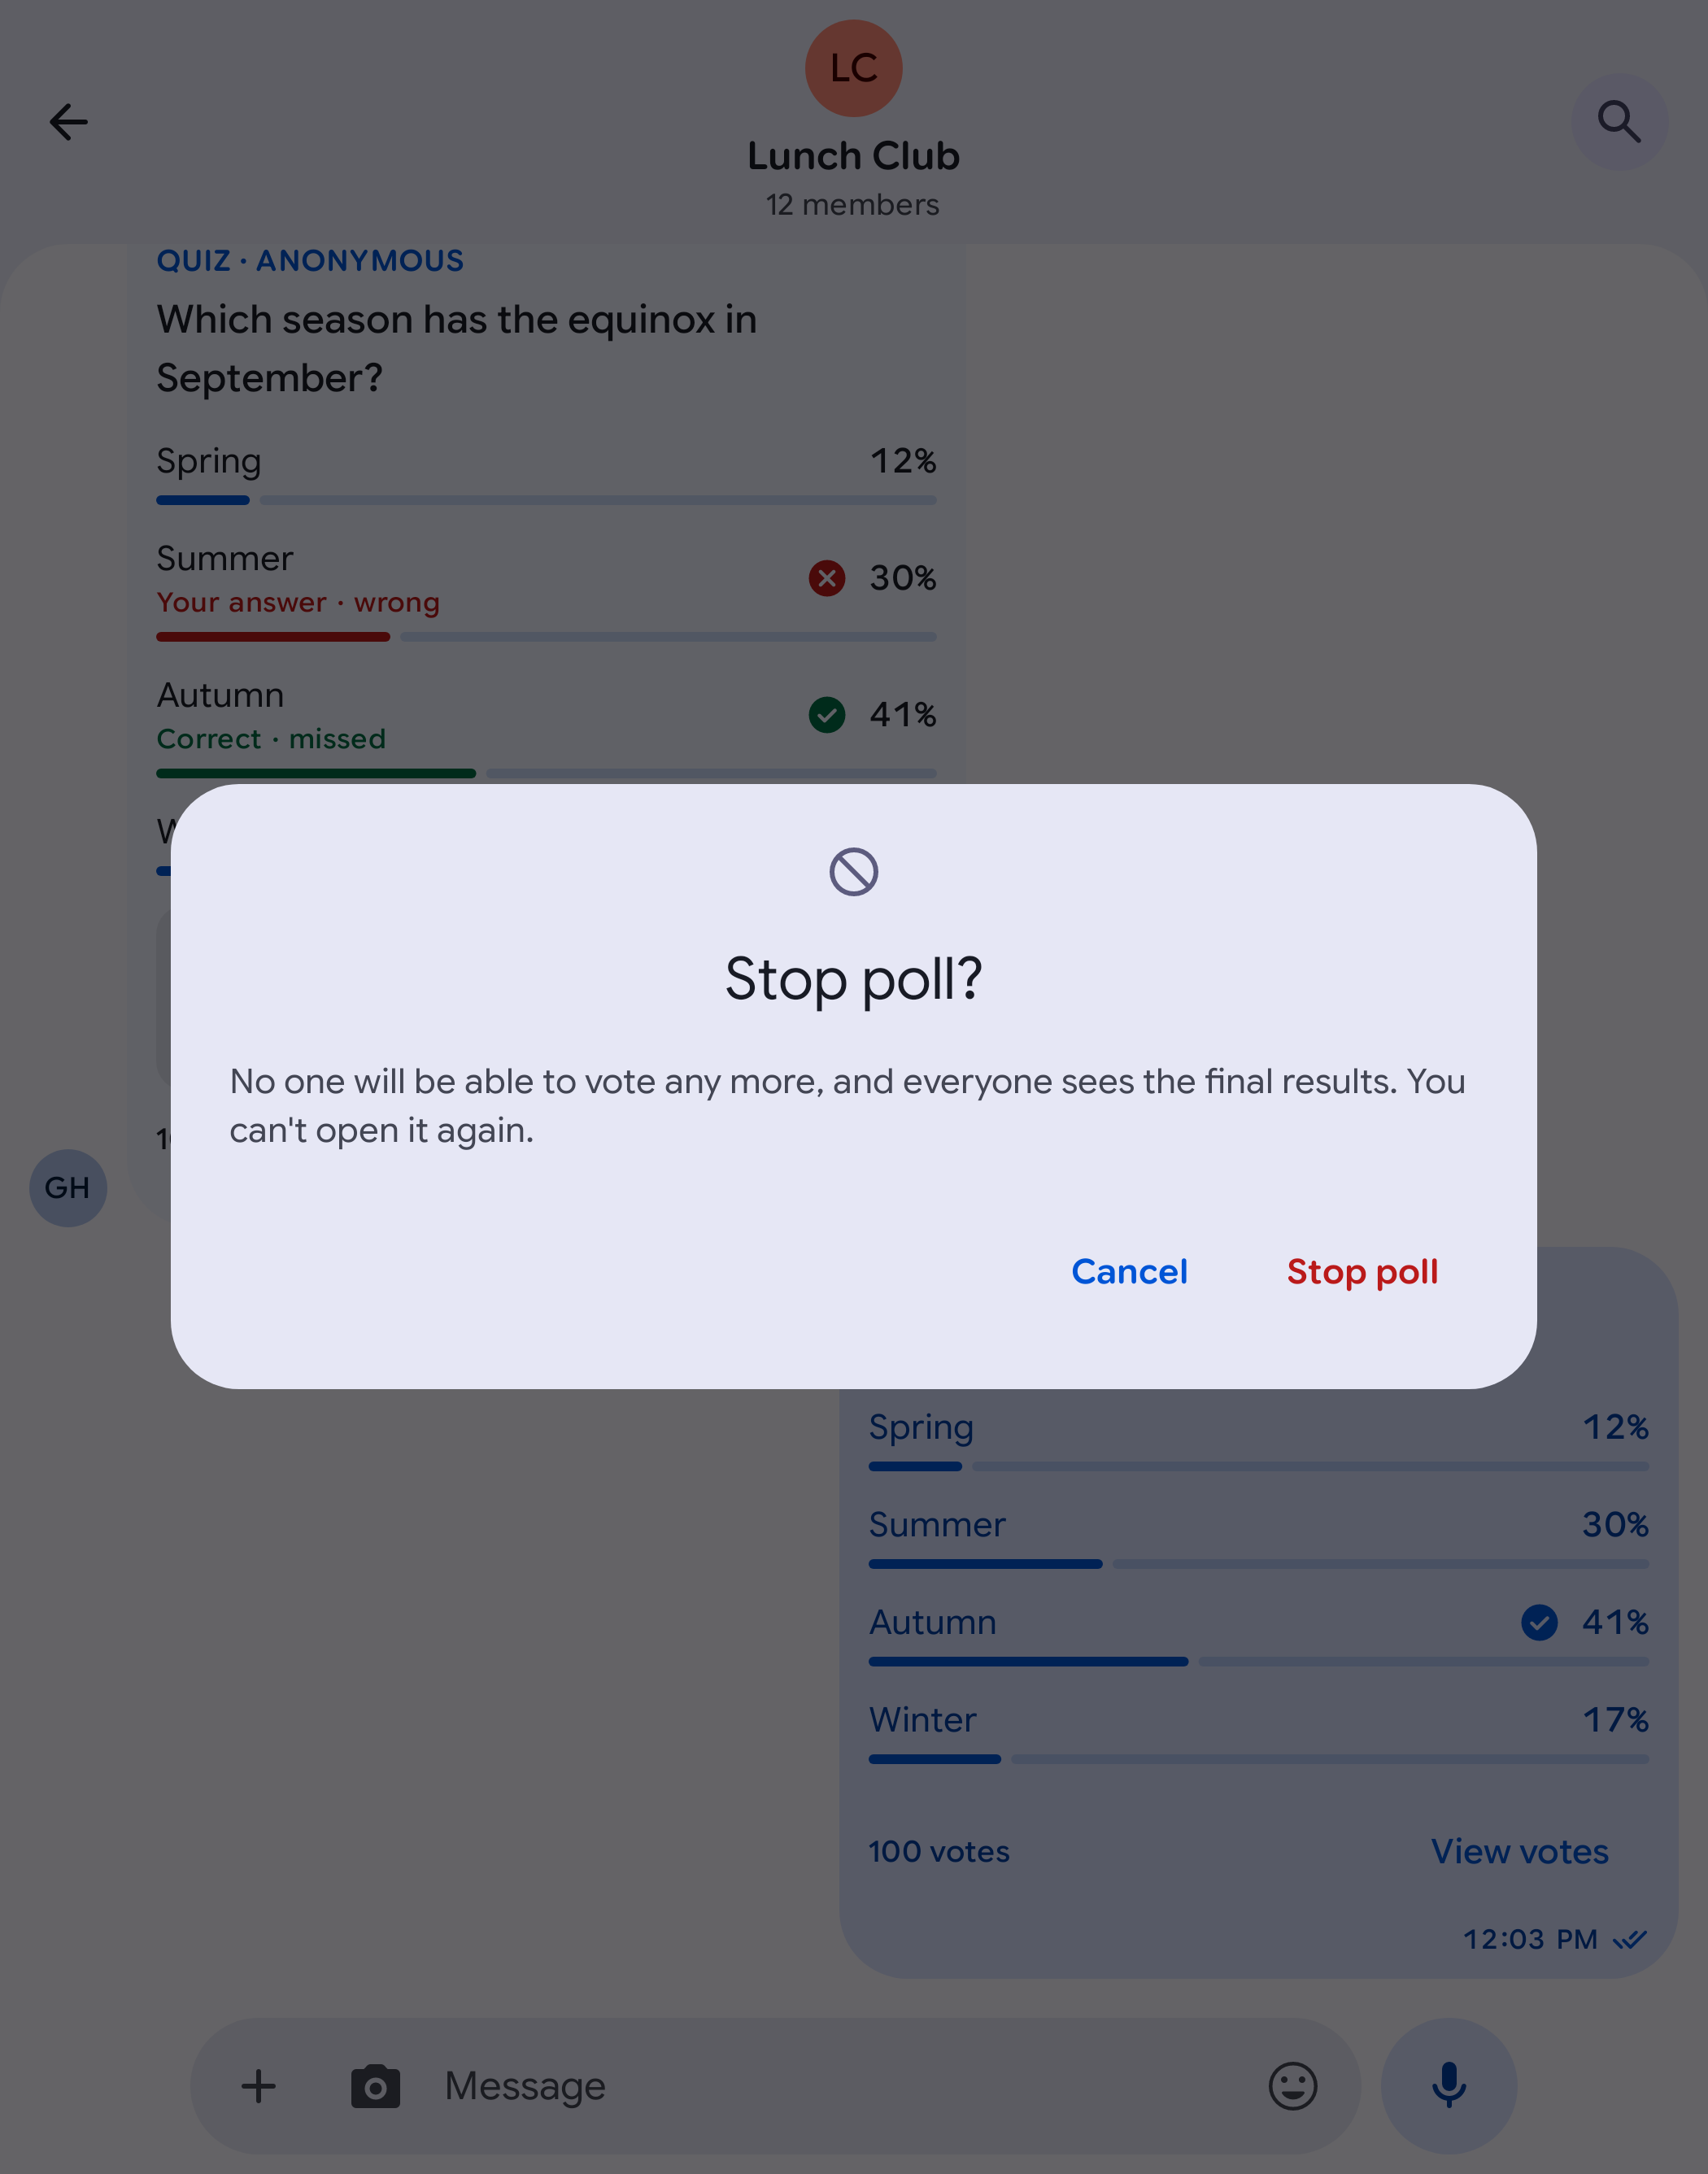 LC
Lunch Club
12 members
QUIZ · ANONYMOUS
Which season has the equinox in
September?
Spring 12%
Summer 30%
Your answer · wrong
Autumn 41%
Correct · missed
Stop poll?
No one will be able to vote any more, and everyone sees the final results. You
can't open it again.
GH
Cancel Stop poll
Spring 12%
Summer 30%
Autumn 41%
Winter 17%
100 votes View votes
12:03 PM
Message